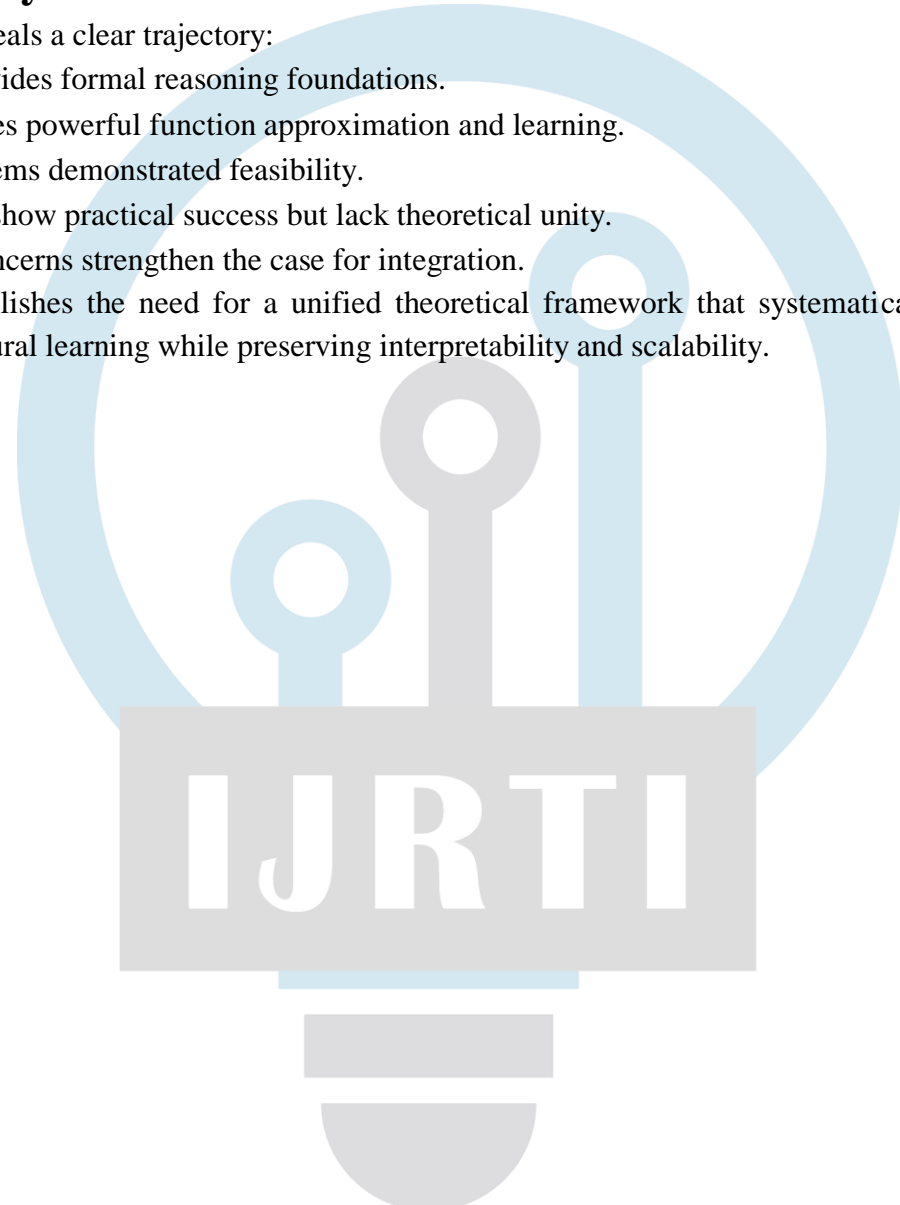 eals a clear trajectory:
vides formal reasoning foundations.
es powerful function approximation and learning.
ems demonstrated feasibility.
show practical success but lack theoretical unity.
ncerns strengthen the case for integration.
lishes the need for a unified theoretical framework that systematica
ural learning while preserving interpretability and scalability.
IJRTI